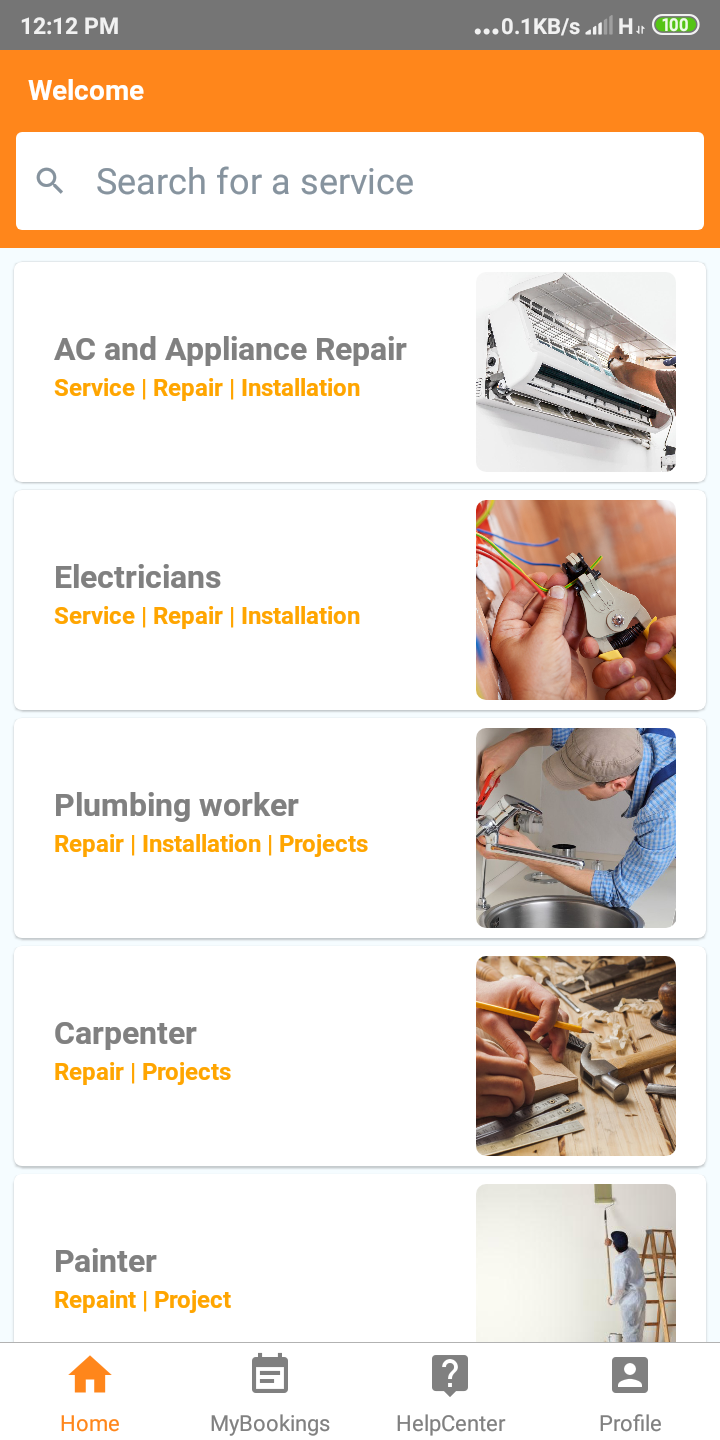 12:12 PM
...0.1KB/s H 100
Welcome
Search for a service
AC and Appliance Repair
Service | Repair | Installation
Electricians
Service | Repair | Installation
Plumbing worker
Repair | Installation | Projects
Carpenter
Repair | Projects
Painter
Repaint | Project
Home
MyBookings
HelpCenter
Profile